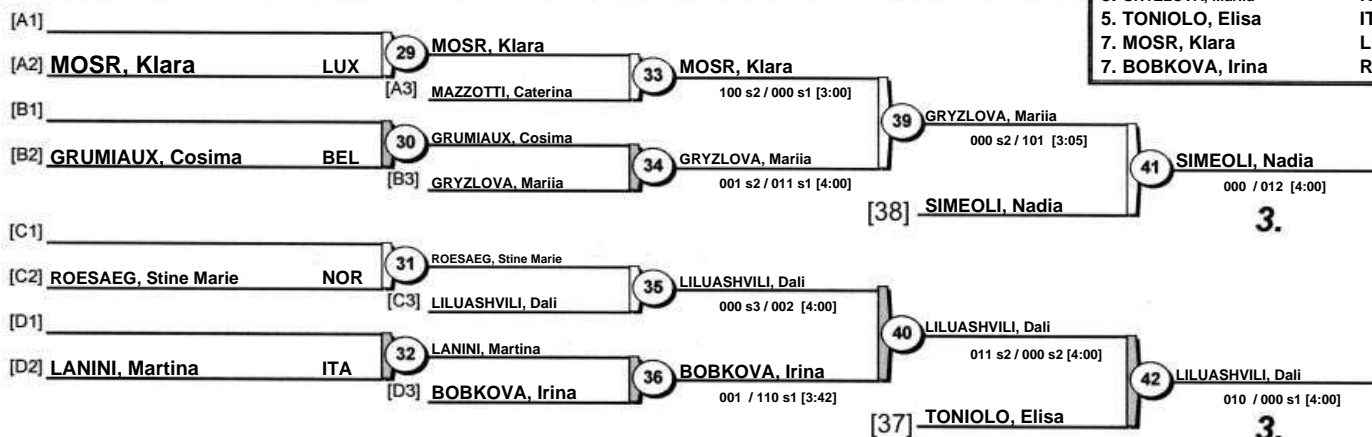 5. TONIOLO, Elisa IT
7. MOSR, Klara L
7. BOBKOVA, Irina R
[A1]
[A2] MOSR, Klara LUX
29 MOSR, Klara
[A3] MAZZOTTI, Caterina
33 MOSR, Klara
100 s2 / 000 s1 [3:00]
[B1]
[B2] GRUMIAUX, Cosima BEL
30 GRUMIAUX, Cosima
[B3] GRYZLOVA, Mariia
34 GRYZLOVA, Mariia
001 s2 / 011 s1 [4:00]
39 GRYZLOVA, Mariia
000 s2 / 101 [3:05]
[38] SIMEOLI, Nadia
41 SIMEOLI, Nadia
000 / 012 [4:00]
3.
[C1]
[C2] ROESAEG, Stine Marie NOR
31 ROESAEG, Stine Marie
[C3] LILUASHVILI, Dali
35 LILUASHVILI, Dali
000 s3 / 002 [4:00]
[D1]
[D2] LANINI, Martina ITA
32 LANINI, Martina
[D3] BOBKOVA, Irina
36 BOBKOVA, Irina
001 / 110 s1 [3:42]
40 LILUASHVILI, Dali
011 s2 / 000 s2 [4:00]
[37] TONIOLO, Elisa
42 LILUASHVILI, Dali
010 / 000 s1 [4:00]
3.